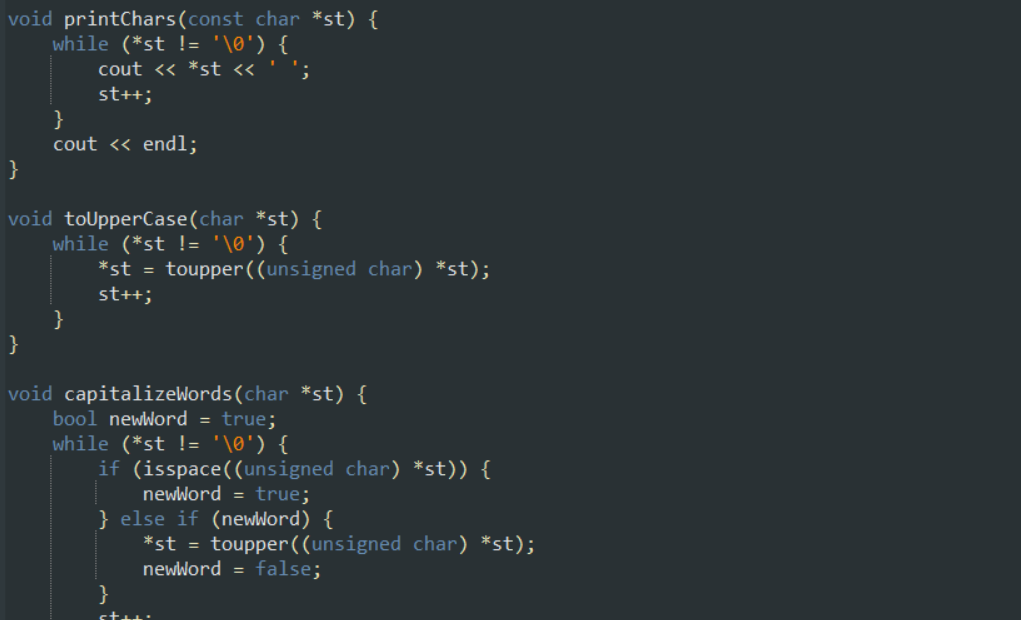 void printChars(const char *st) {
    while (*st != '\0') {
        cout << *st << ' ';
        st++;
    }
    cout << endl;
}

void toUpperCase(char *st) {
    while (*st != '\0') {
        *st = toupper((unsigned char) *st);
        st++;
    }
}

void capitalizeWords(char *st) {
    bool newWord = true;
    while (*st != '\0') {
        if (isspace((unsigned char) *st)) {
            newWord = true;
        } else if (newWord) {
            *st = toupper((unsigned char) *st);
            newWord = false;
        }
        st++;